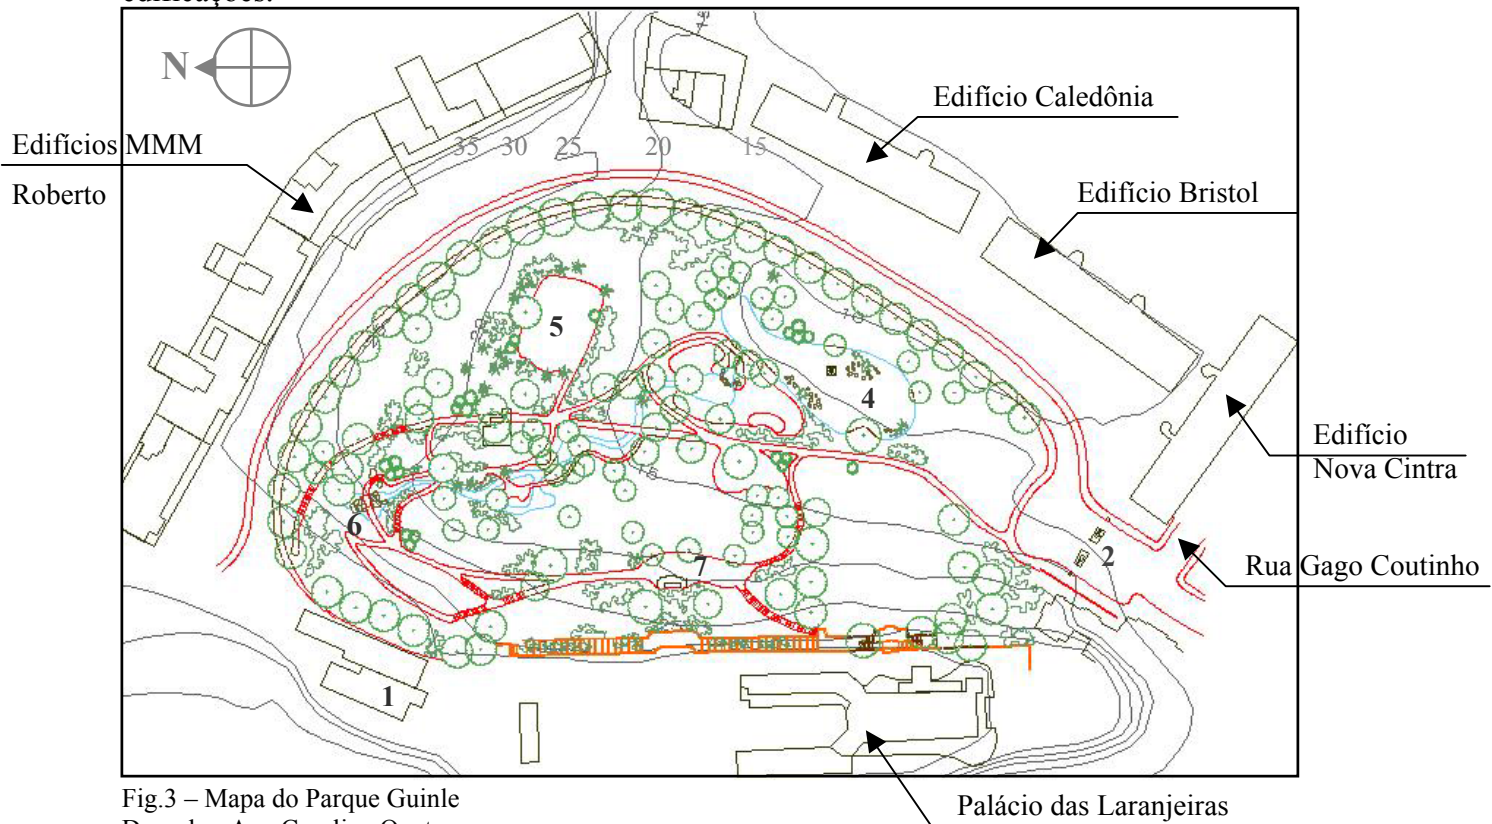 N
Edifício Caledônia
Edifícios MMM
Roberto
35 30 25 20 15
Edifício Bristol
5
4
Edifício
Nova Cintra
6
7
2
Rua Gago Coutinho
1
Fig.3 – Mapa do Parque Guinle
Palácio das Laranjeiras